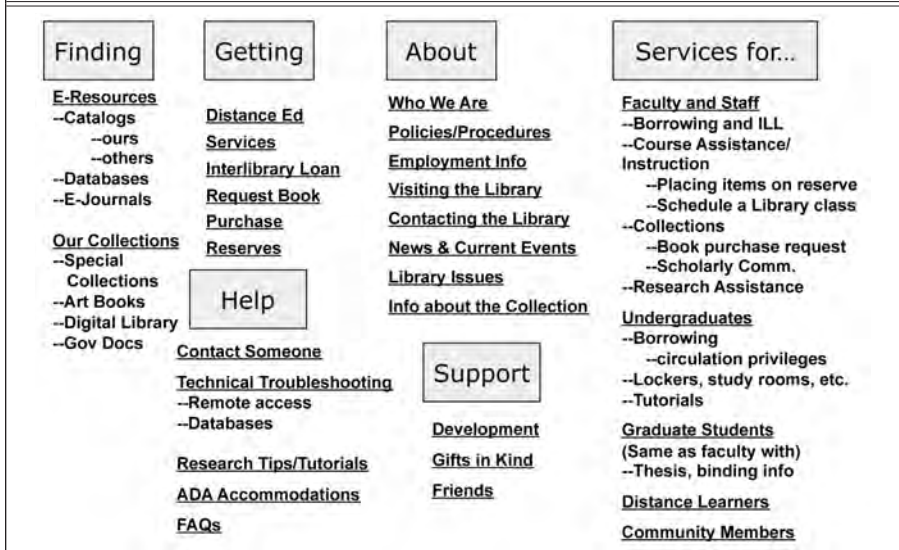 Finding
E-Resources
--Catalogs
--ours
--others
--Databases
--E-Journals
Our Collections
--Special
Collections
--Art Books
--Digital Library
--Gov Docs
Getting
Distance Ed
Services
Interlibrary Loan
Request Book
Purchase
Reserves
Help
Contact Someone
Technical Troubleshooting
--Remote access
--Databases
Research Tips/Tutorials
ADA Accommodations
FAQs
About
Who We Are
Policies/Procedures
Employment Info
Visiting the Library
Contacting the Library
News & Current Events
Library Issues
Info about the Collection
Support
Development
Gifts in Kind
Friends
Services for...
Faculty and Staff
--Borrowing and ILL
--Course Assistance/
Instruction
--Placing items on reserve
--Schedule a Library class
--Collections
--Book purchase request
--Scholarly Comm.
--Research Assistance
Undergraduates
--Borrowing
--circulation privileges
--Lockers, study rooms, etc.
--Tutorials
Graduate Students
(Same as faculty with)
--Thesis, binding info
Distance Learners
Community Members